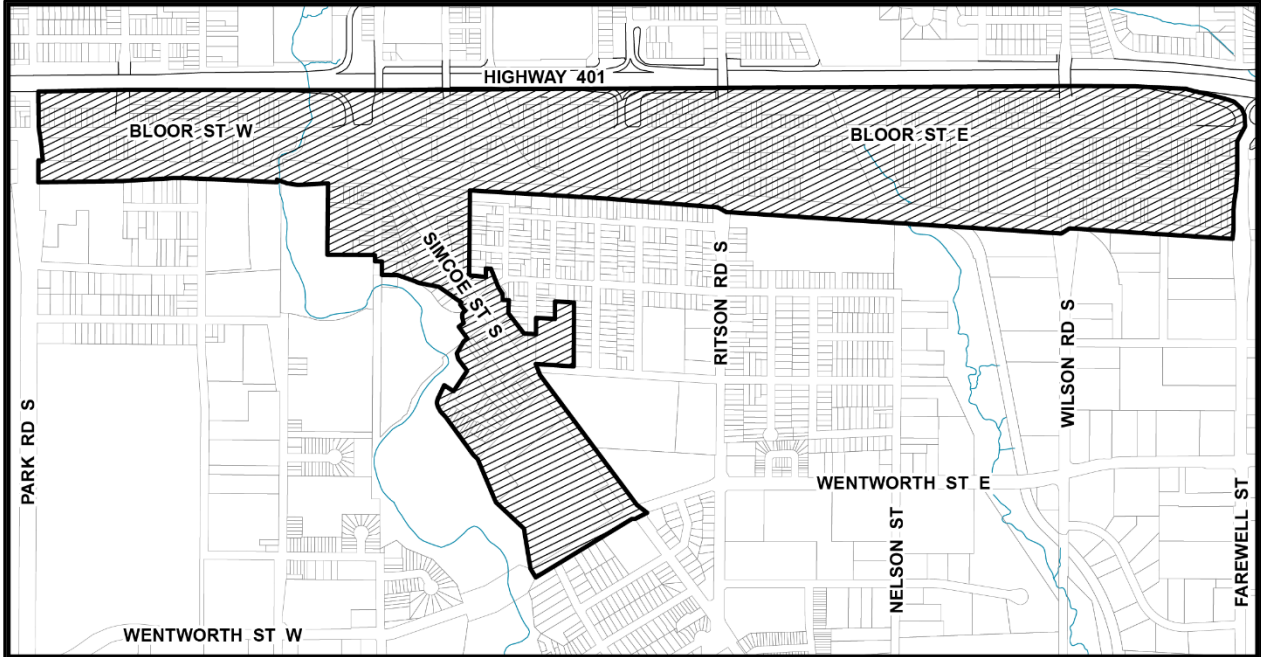 HIGHWAY 401
BLOOR ST W
BLOOR ST E
SIMCOE ST S
RITSON RD S
WILSON RD S
PARK RD S
WENTWORTH ST E
FAREWELL ST
NELSON ST
WENTWORTH ST W